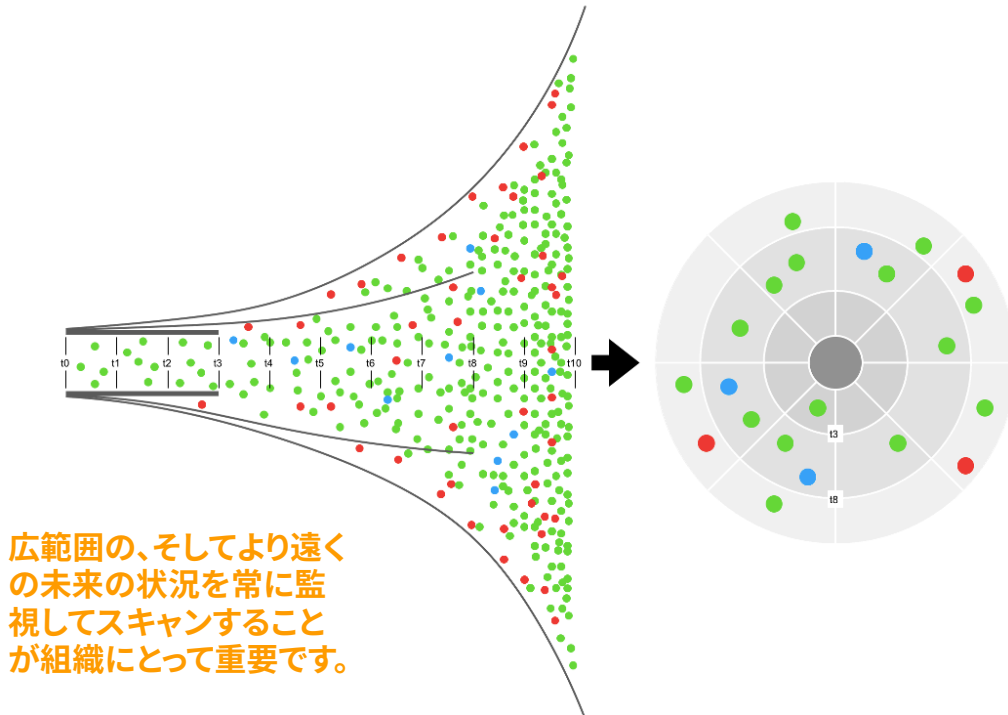 t0 t1 t2 t3 t4 t5 t6 t7 t8 t9 t10
t3
t8
広範囲の、そしてより遠く
の未来の状況を常に監
視してスキャンすること
が組織にとって重要です。